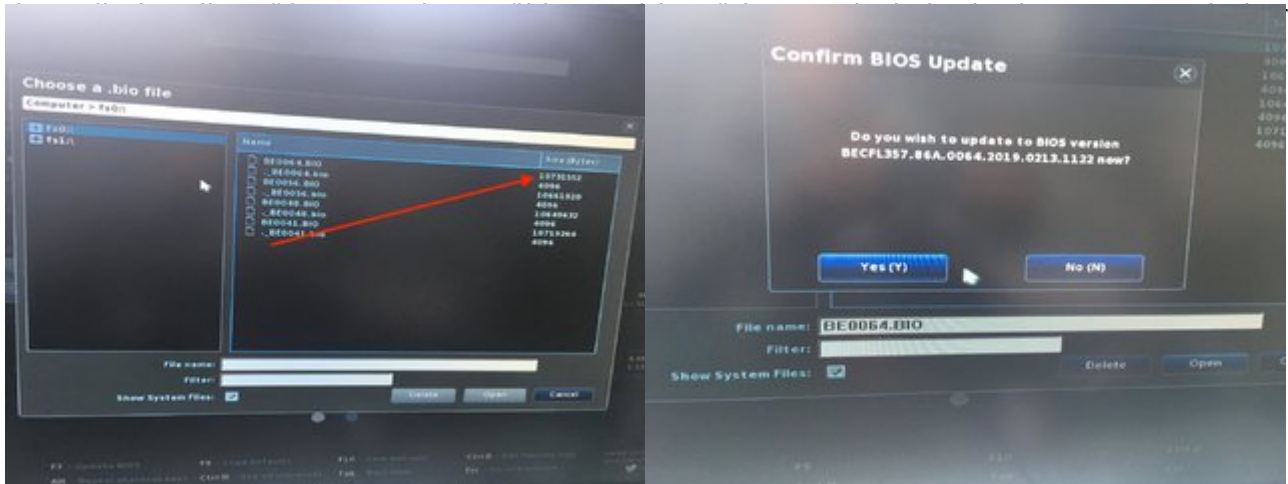 Choose a .bio file
Computer > fs0:\
fs0:\
fs1:\
Name
Size (Bytes)
BE0064.BIO
10731552
._BE0064.bio
4096
BE0056.BIO
10661920
._BE0056.bio
4096
BE0048.BIO
10649632
._BE0048.bio
4096
BE0041.BIO
10719264
._BE0041.bio
4096
File name:
Filter:
Show System Files:
Delete
Open
Cancel
Confirm BIOS Update
Do you wish to update to BIOS version
BECFL357.86A.0064.2019.0213.1122 now?
Yes (Y)
No (N)
File name: BE0064.BIO
Filter:
Show System Files:
Delete
Open